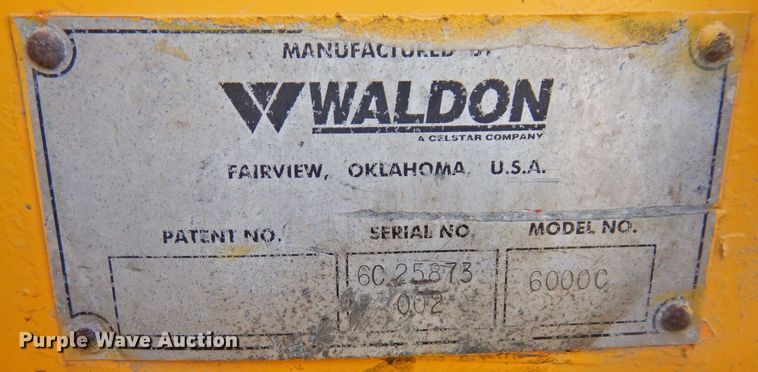 MANUFACTURED BY
WALDON
A CELSTAR COMPANY
FAIRVIEW, OKLAHOMA, U.S.A.
PATENT NO. SERIAL NO. MODEL NO.
6C 25873 6000C
002
Purple Wave Auction